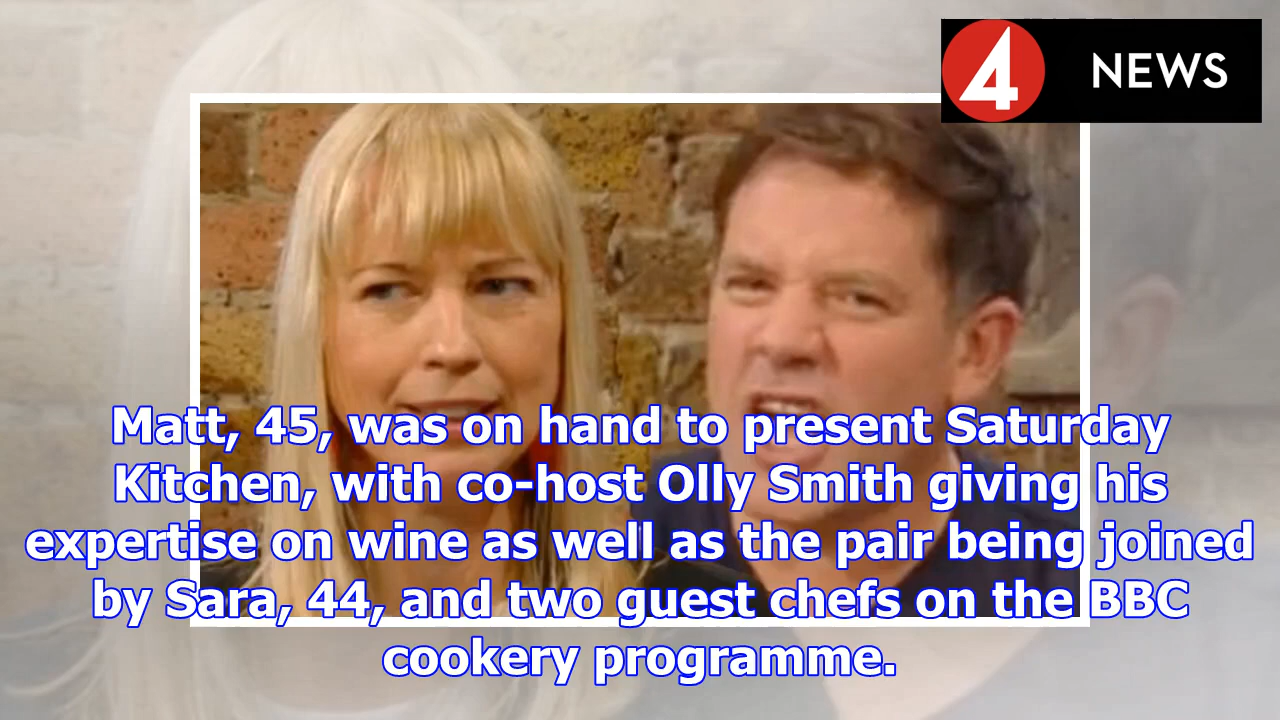 4 NEWS
Matt, 45, was on hand to present Saturday
Kitchen, with co-host Olly Smith giving his
expertise on wine as well as the pair being joined
by Sara, 44, and two guest chefs on the BBC
cookery programme.